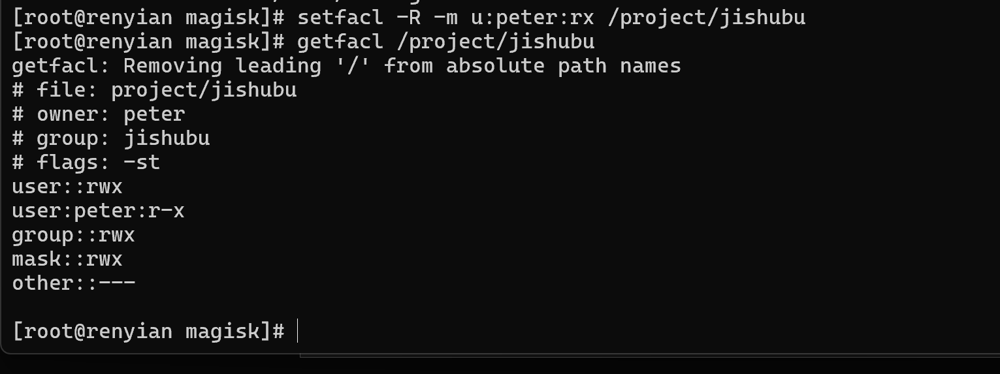 [root@renyian magisk]# setfacl -R -m u:peter:rx /project/jishubu
[root@renyian magisk]# getfacl /project/jishubu
getfacl: Removing leading '/' from absolute path names
# file: project/jishubu
# owner: peter
# group: jishubu
# flags: -st
user::rwx
user:peter:r-x
group::rwx
mask::rwx
other::---
[root@renyian magisk]#